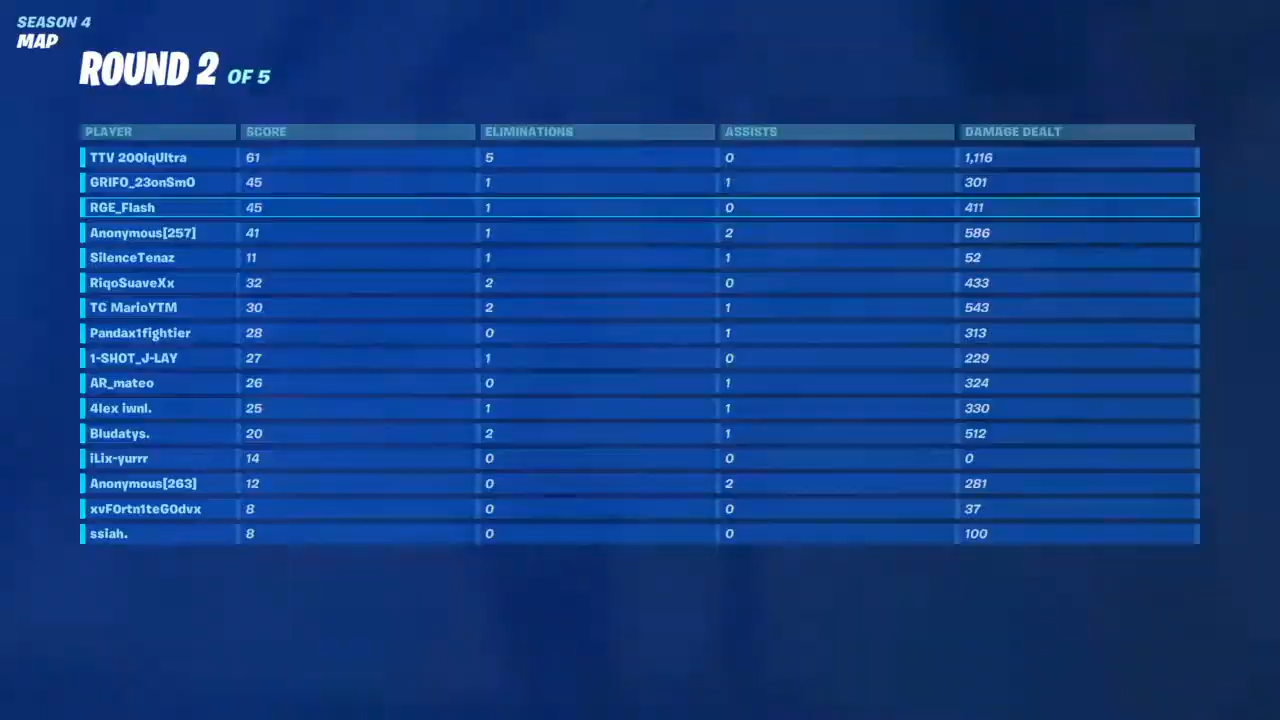 SEASON 4
MAP
ROUND 2 OF 5
PLAYER SCORE ELIMINATIONS ASSISTS DAMAGE DEALT
TTV 200IqUltra 61 5 0 1,116
GRIFO_23onSmO 45 1 1 301
RGE_Flash 45 1 0 411
Anonymous[257] 41 1 2 586
SilenceTenaz 11 1 1 52
RiqoSuaveXx 32 2 0 433
TC MarioYTM 30 2 1 543
Pandax1fightier 28 0 1 313
1-SHOT_J-LAY 27 1 0 229
AR_mateo 26 0 1 324
4lex iwnl. 25 1 1 330
Bludatys. 20 2 1 512
iLix-yurrr 14 0 0 0
Anonymous[263] 12 0 2 281
xvF0rtn1teG0dvx 8 0 0 37
ssiah. 8 0 0 100